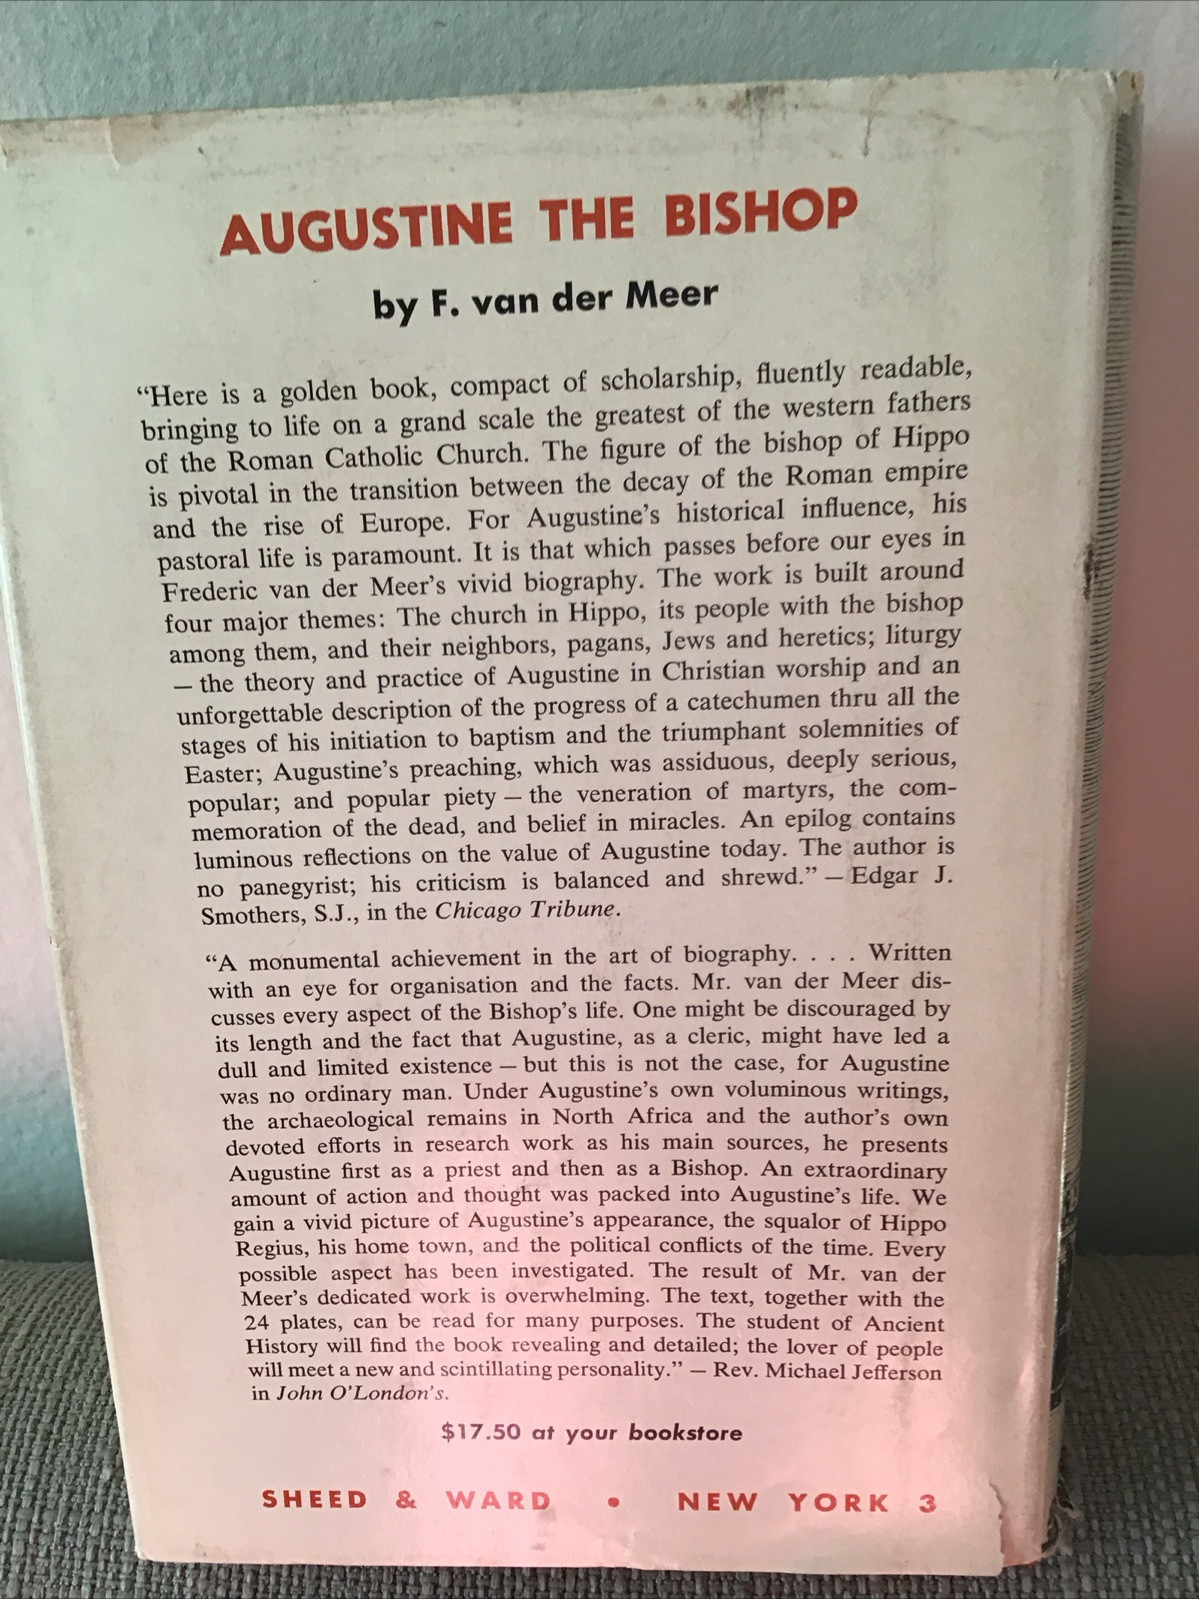 AUGUSTINE THE BISHOP
by F. van der Meer
“Here is a golden book, compact of scholarship, fluently readable,
bringing to life on a grand scale the greatest of the western fathers
of the Roman Catholic Church. The figure of the bishop of Hippo
is pivotal in the transition between the decay of the Roman empire
and the rise of Europe. For Augustine’s historical influence, his
pastoral life is paramount. It is that which passes before our eyes in
Frederic van der Meer’s vivid biography. The work is built around
four major themes: The church in Hippo, its people with the bishop
among them, and their neighbors, pagans, Jews and heretics; liturgy
— the theory and practice of Augustine in Christian worship and an
unforgettable description of the progress of a catechumen thru all the
stages of his initiation to baptism and the triumphant solemnities of
Easter; Augustine’s preaching, which was assiduous, deeply serious,
popular; and popular piety — the veneration of martyrs, the com-
memoration of the dead, and belief in miracles. An epilog contains
luminous reflections on the value of Augustine today. The author is
no panegyrist; his criticism is balanced and shrewd.” — Edgar J.
Smothers, S.J., in the Chicago Tribune.
“A monumental achievement in the art of biography. . . . Written
with an eye for organisation and the facts. Mr. van der Meer dis-
cusses every aspect of the Bishop’s life. One might be discouraged by
its length and the fact that Augustine, as a cleric, might have led a
dull and limited existence — but this is not the case, for Augustine
was no ordinary man. Under Augustine’s own voluminous writings,
the archaeological remains in North Africa and the author’s own
devoted efforts in research work as his main sources, he presents
Augustine first as a priest and then as a Bishop. An extraordinary
amount of action and thought was packed into Augustine’s life. We
gain a vivid picture of Augustine’s appearance, the squalor of Hippo
Regius, his home town, and the political conflicts of the time. Every
possible aspect has been investigated. The result of Mr. van der
Meer’s dedicated work is overwhelming. The text, together with the
24 plates, can be read for many purposes. The student of Ancient
History will find the book revealing and detailed; the lover of people
will meet a new and scintillating personality.” — Rev. Michael Jefferson
in John O’London’s.
$17.50 at your bookstore
SHEED & WARD • NEW YORK 3